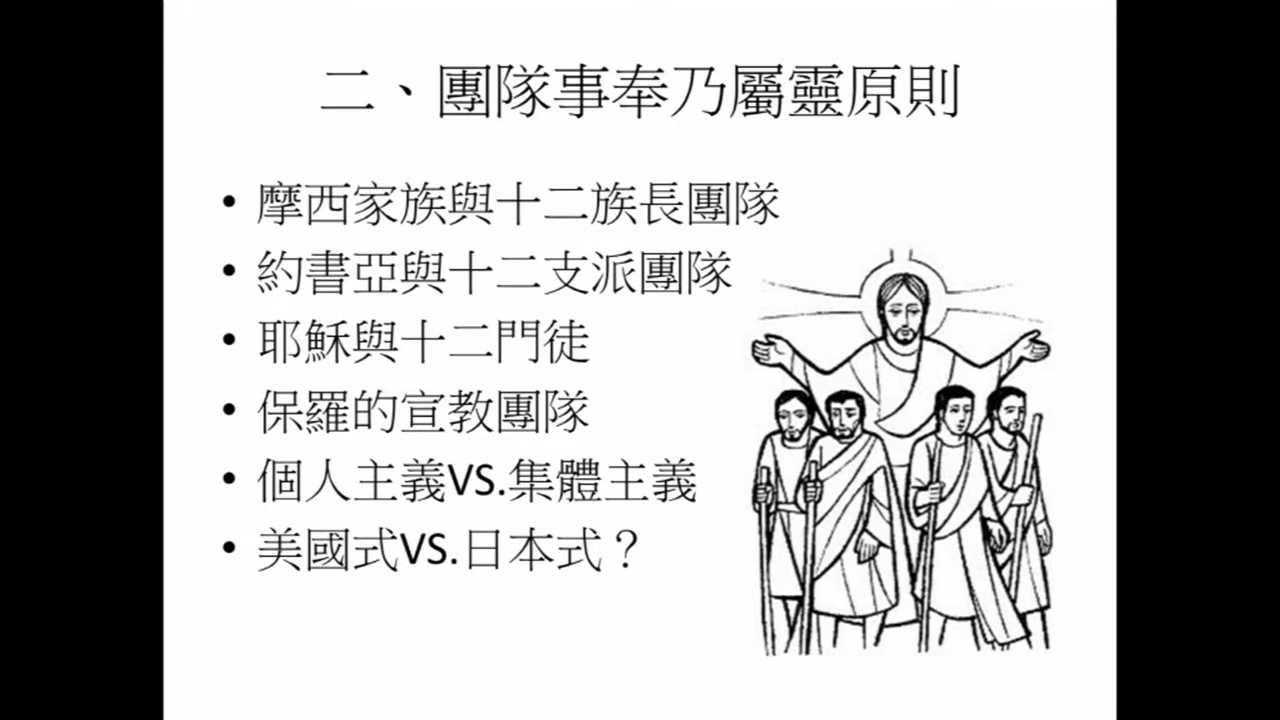 二、團隊事奉乃屬靈原則
• 摩西家族與十二族長團隊
• 約書亞與十二支派團隊
• 耶穌與十二門徒
• 保羅的宣教團隊
• 個人主義VS.集體主義
• 美國式VS.日本式？